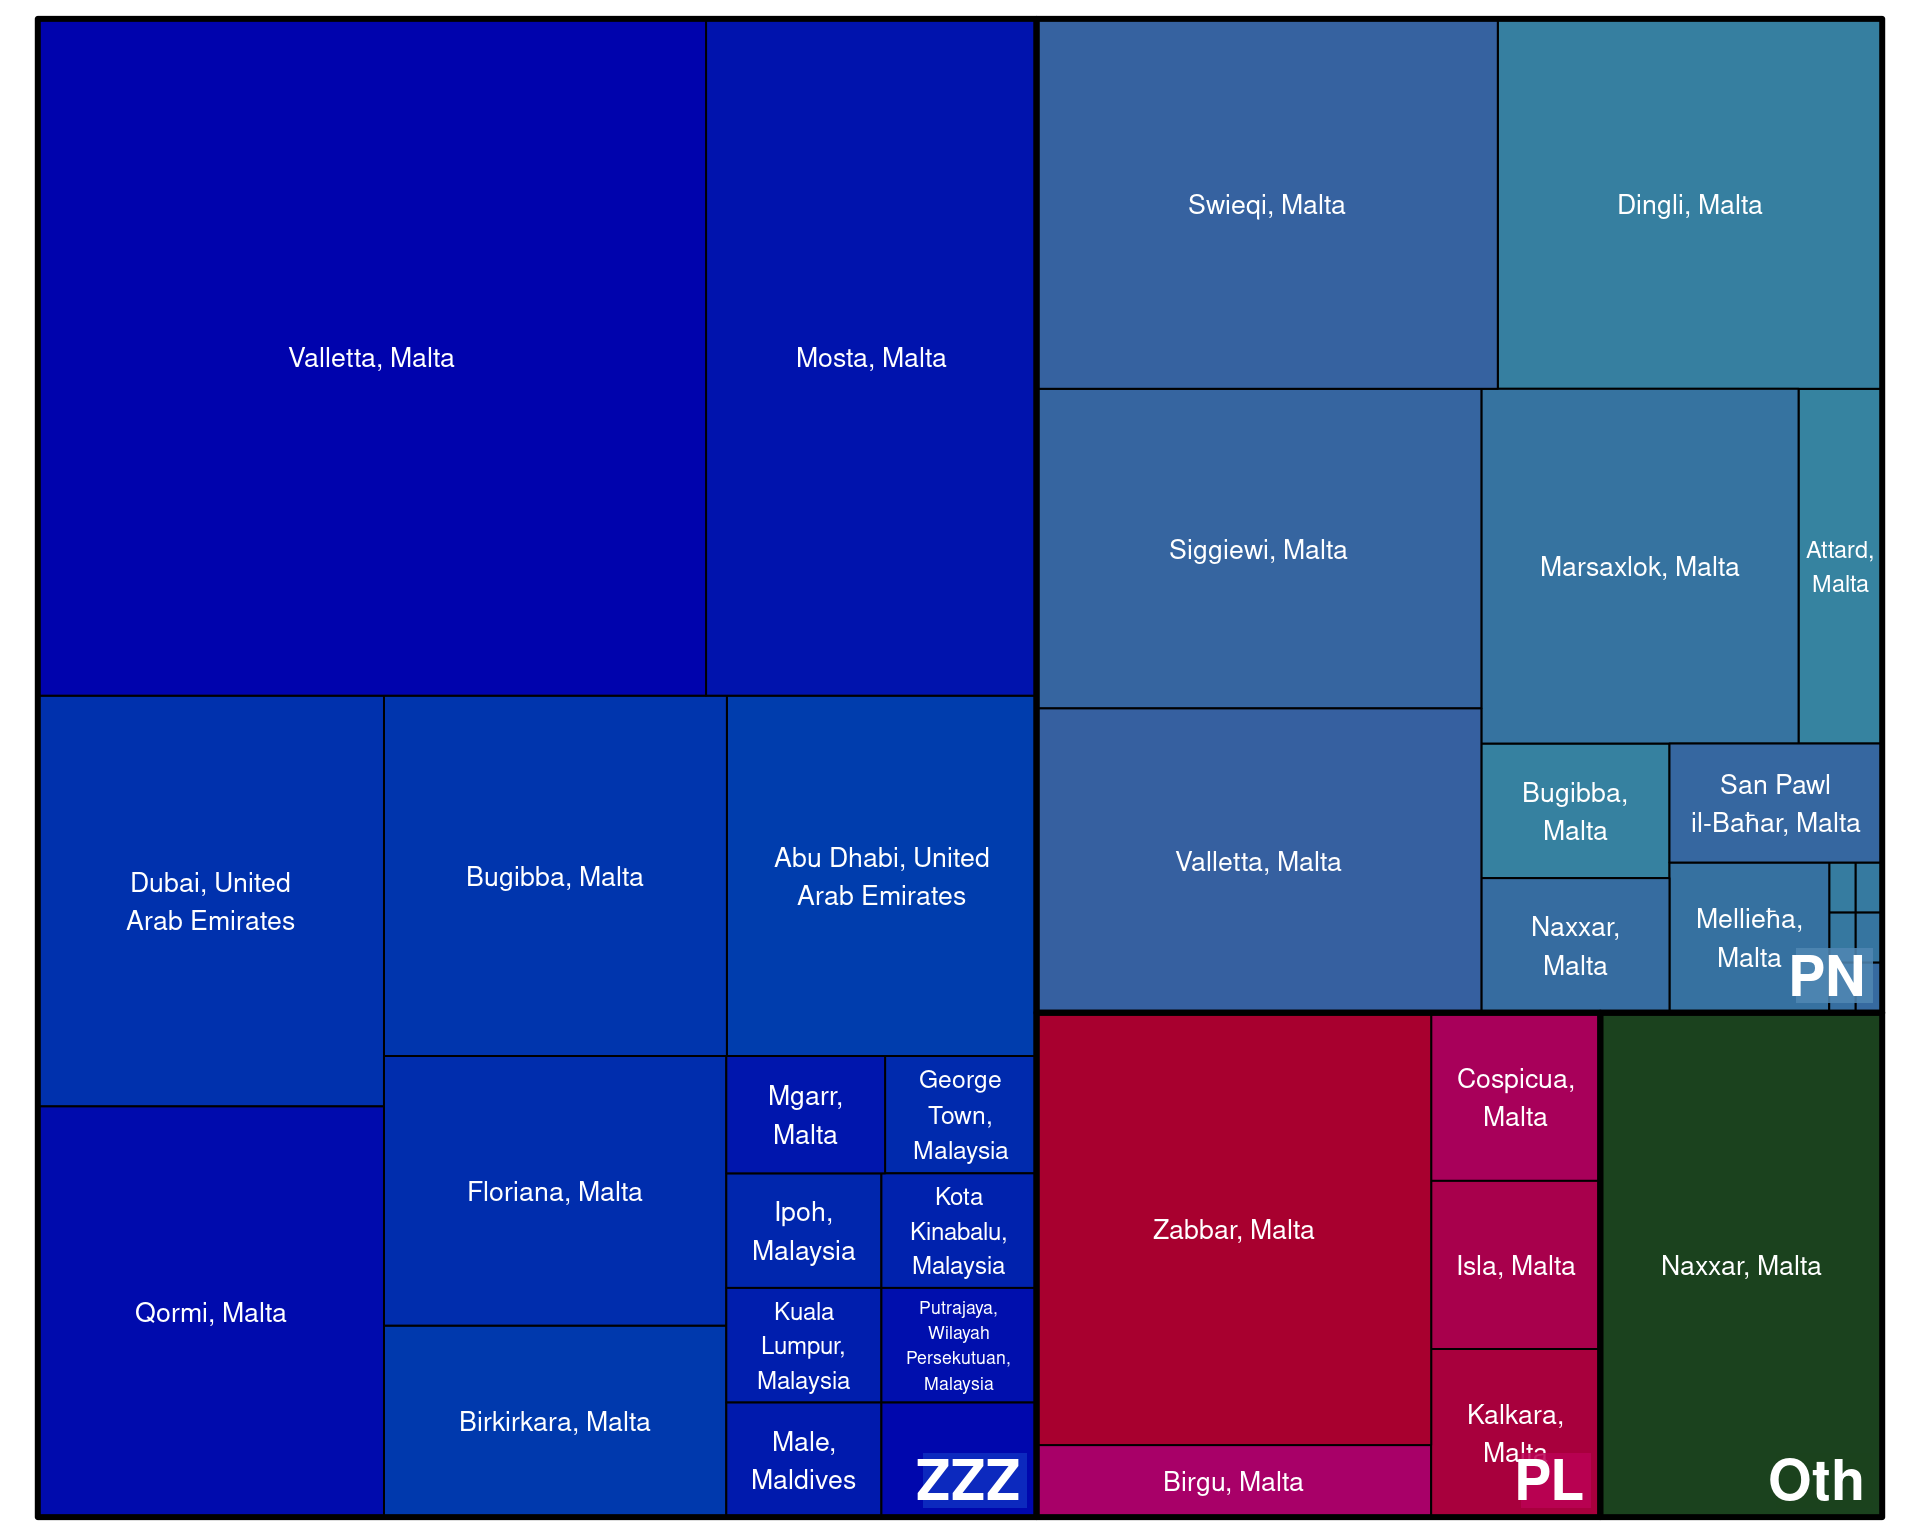 Valletta, Malta
Mosta, Malta
Dubai, United
Arab Emirates
Bugibba, Malta
Abu Dhabi, United
Arab Emirates
Qormi, Malta
Floriana, Malta
Birkirkara, Malta
Mgarr,
Malta
George
Town,
Malaysia
Ipoh,
Malaysia
Kota
Kinabalu,
Malaysia
Kuala
Lumpur,
Malaysia
Putrajaya,
Wilayah
Persekutuan,
Malaysia
Male,
Maldives
ZZZ
Swieqi, Malta
Dingli, Malta
Siggiewi, Malta
Marsaxlok, Malta
Attard,
Malta
Valletta, Malta
Bugibba,
Malta
San Pawl
il-Baħar, Malta
Naxxar,
Malta
Mellieħa,
Malta
PN
Zabbar, Malta
Cospicua,
Malta
Isla, Malta
Kalkara,
Malta
Birgu, Malta
PL
Naxxar, Malta
Oth